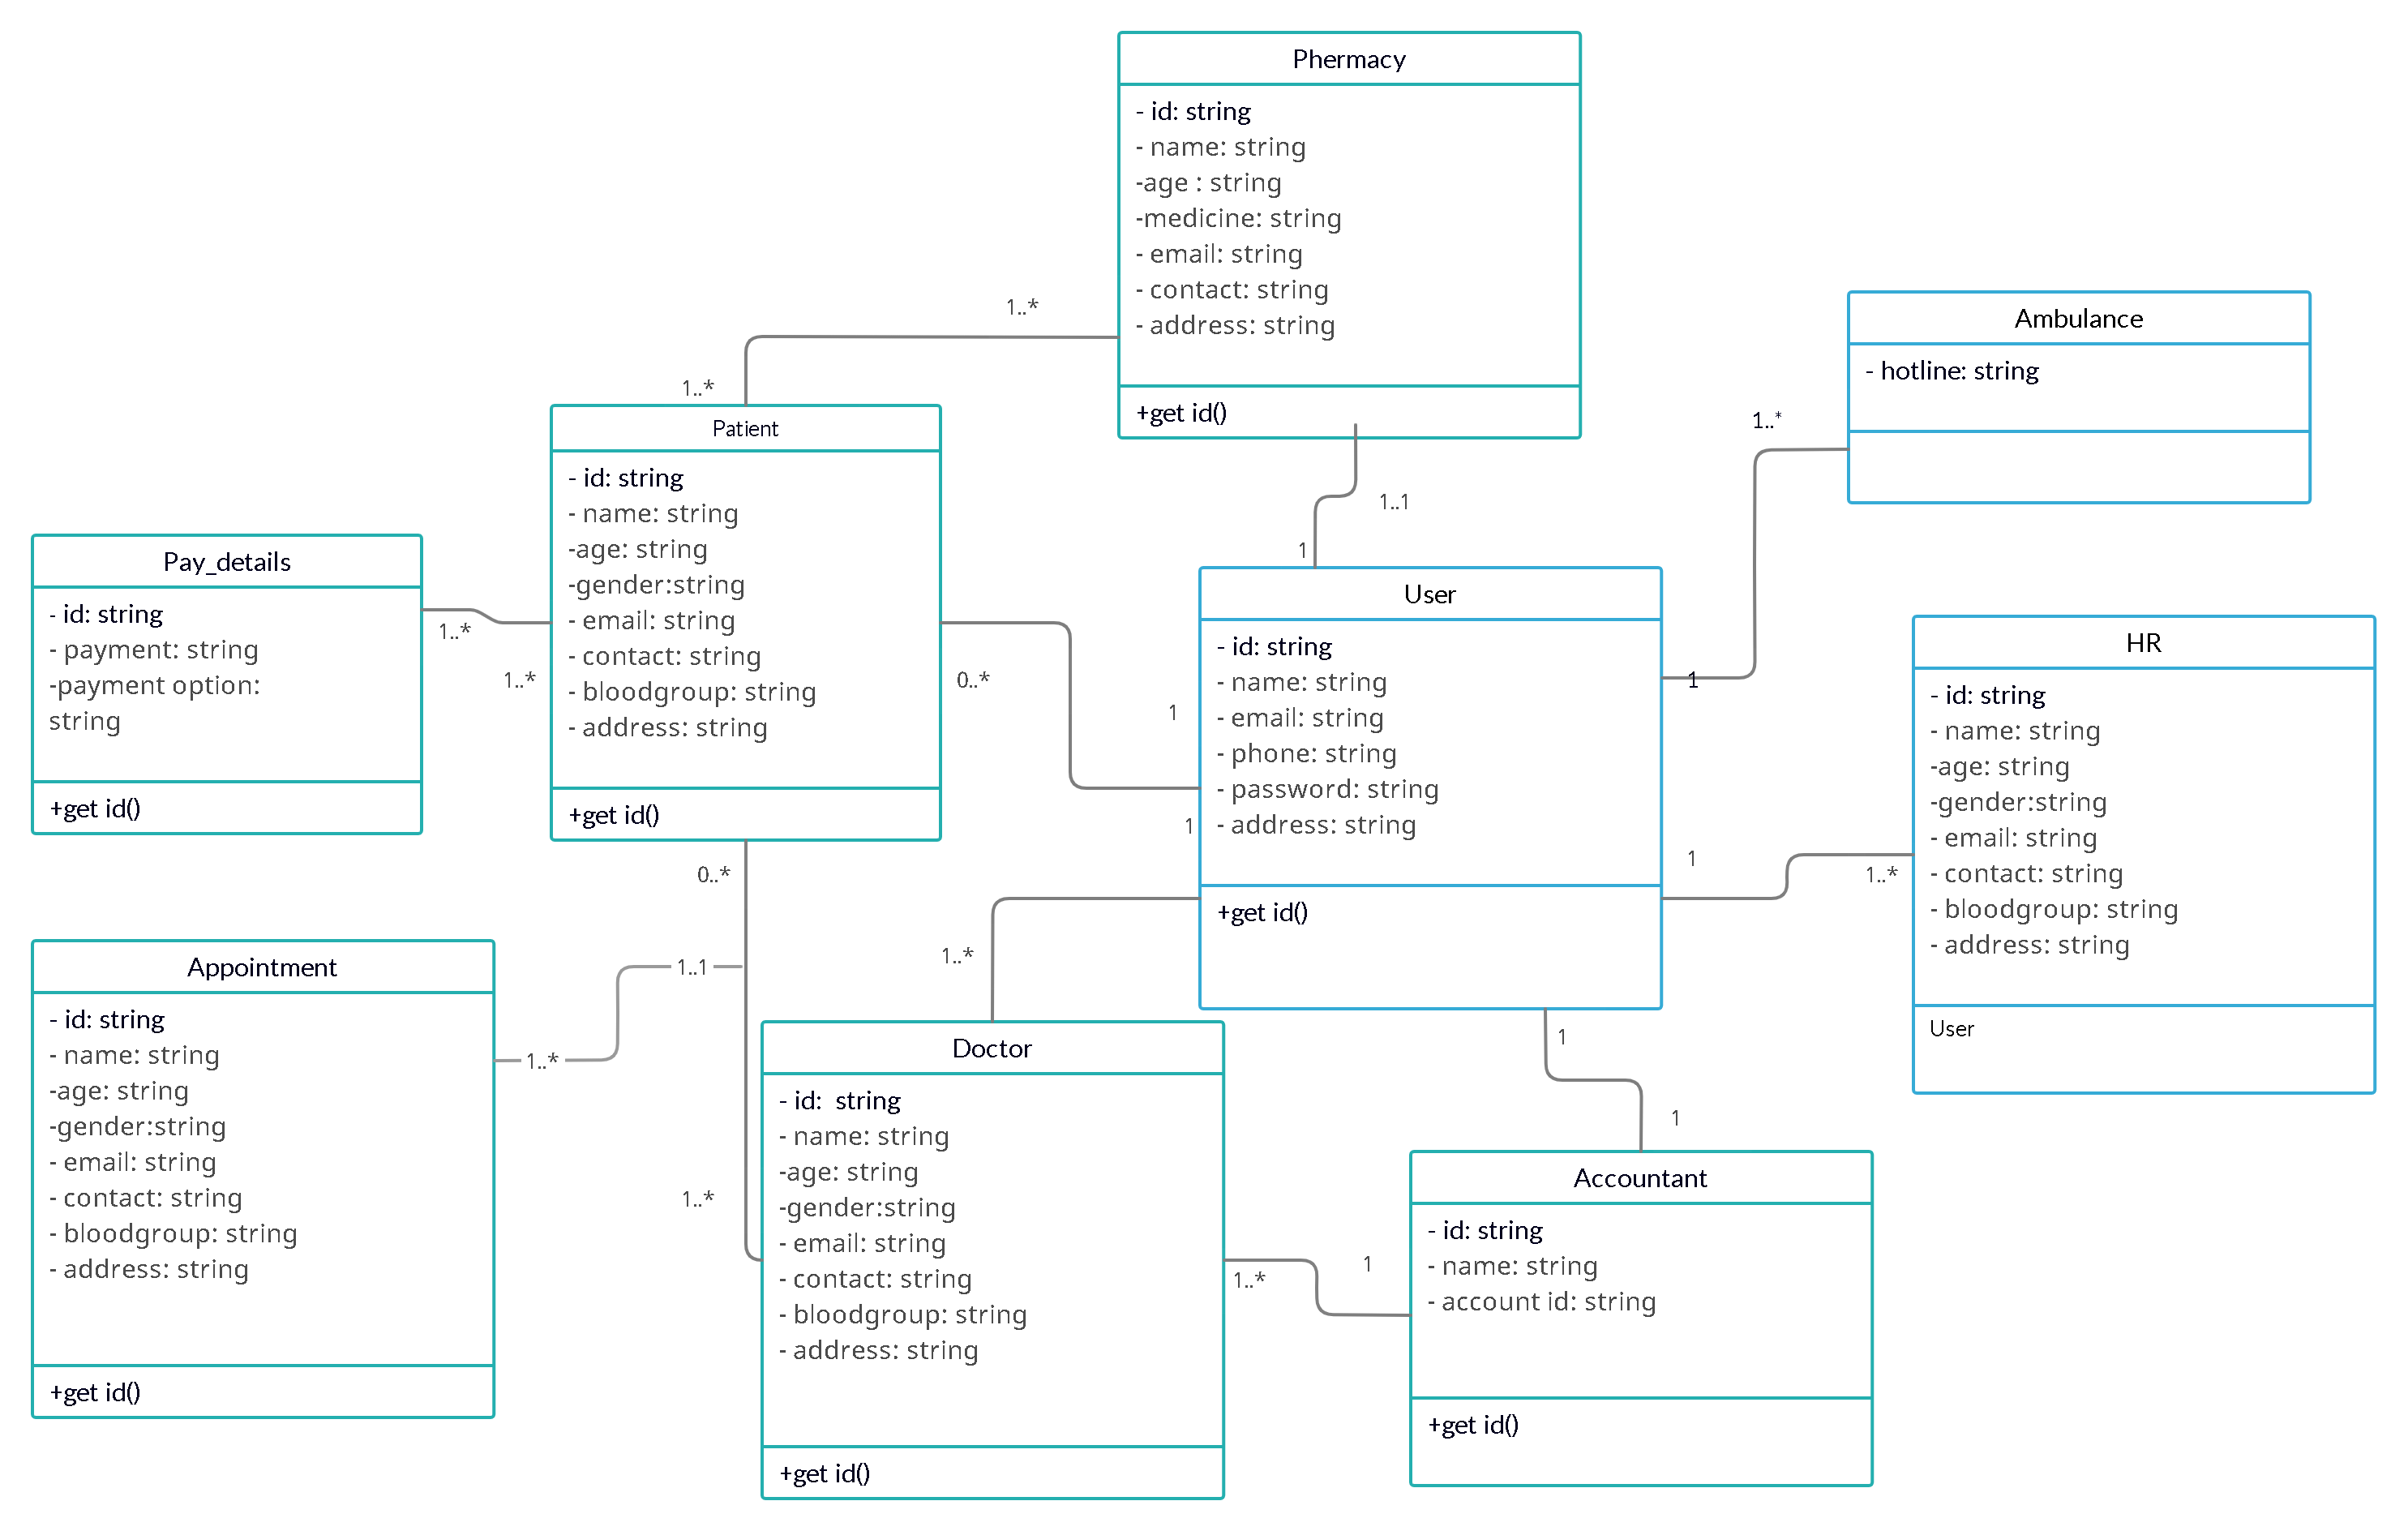 Phermacy
- id: string
- name: string
-age : string
-medicine: string
- email: string
- contact: string
- address: string
+get id()
1..*
1..*
1..1
1
Ambulance
- hotline: string
1..*
1
Patient
- id: string
- name: string
-age: string
-gender:string
- email: string
- contact: string
- bloodgroup: string
- address: string
+get id()
Pay_details
- id: string
- payment: string
-payment option:
string
+get id()
1..*
1..*
0..*
1
User
- id: string
- name: string
- email: string
- phone: string
- password: string
- address: string
+get id()
1
1..*
1
1..*
HR
- id: string
- name: string
-age: string
-gender:string
- email: string
- contact: string
- bloodgroup: string
- address: string
User
0..*
1..1
1..*
1..*
Appointment
- id: string
- name: string
-age: string
-gender:string
- email: string
- contact: string
- bloodgroup: string
- address: string
+get id()
Doctor
- id:  string
- name: string
-age: string
-gender:string
- email: string
- contact: string
- bloodgroup: string
- address: string
+get id()
1..*
1
1
1
Accountant
- id: string
- name: string
- account id: string
+get id()